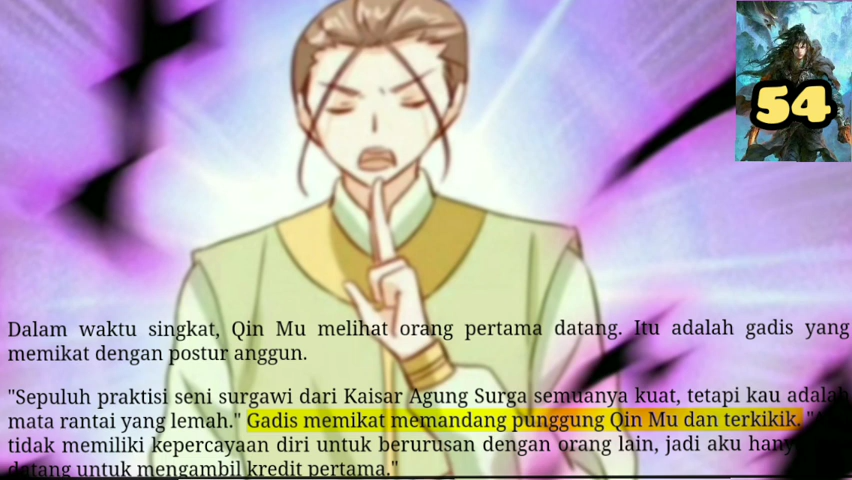 54
Dalam waktu singkat, Qin Mu melihat orang pertama datang. Itu adalah gadis yang
memikat dengan postur anggun.
"Sepuluh praktisi seni surgawi dari Kaisar Agung Surga semuanya kuat, tetapi kau adalah
mata rantai yang lemah." Gadis memikat memandang punggung Qin Mu dan terkikik.
tidak memiliki kepercayaan diri untuk berurusan dengan orang lain, jadi aku
datang untuk mengambil kredit pertama."